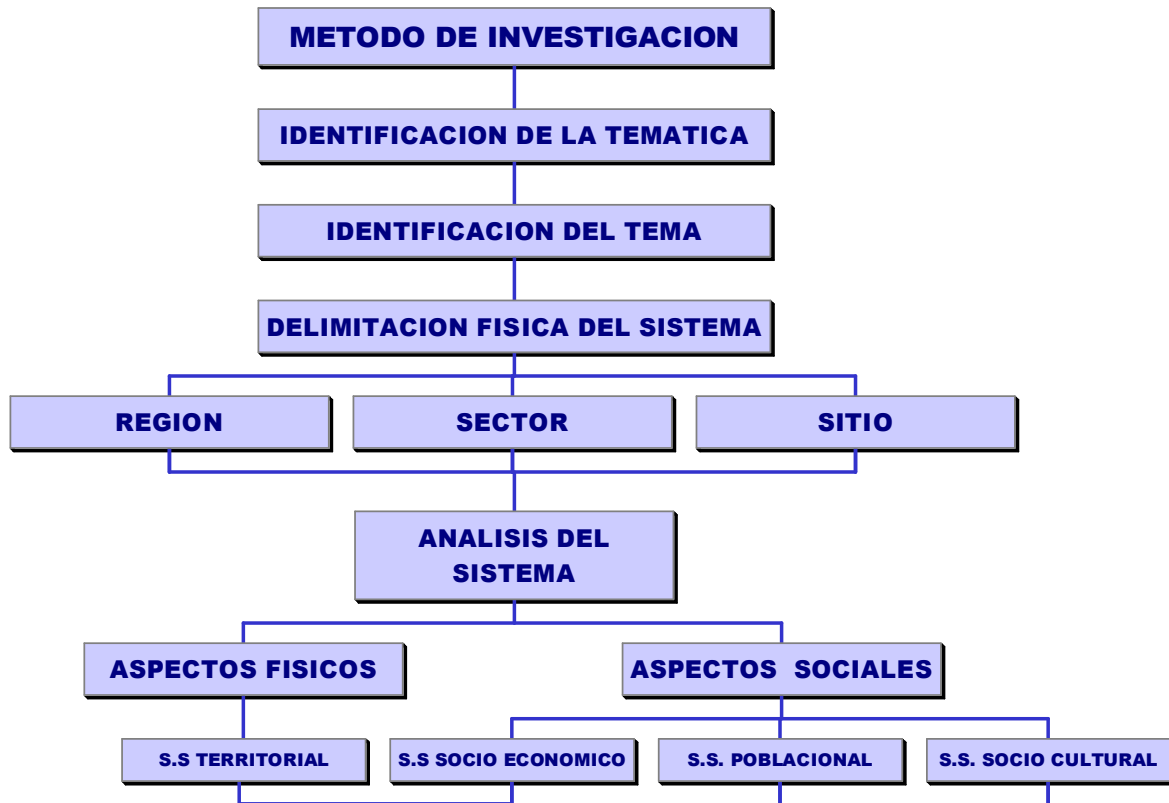 METODO DE INVESTIGACION
IDENTIFICACION DE LA TEMATICA
IDENTIFICACION DEL TEMA
DELIMITACION FISICA DEL SISTEMA
REGION
SECTOR
SITIO
ANALISIS DEL
SISTEMA
ASPECTOS FISICOS
ASPECTOS SOCIALES
S.S TERRITORIAL
S.S SOCIO ECONOMICO
S.S. POBLACIONAL
S.S. SOCIO CULTURAL